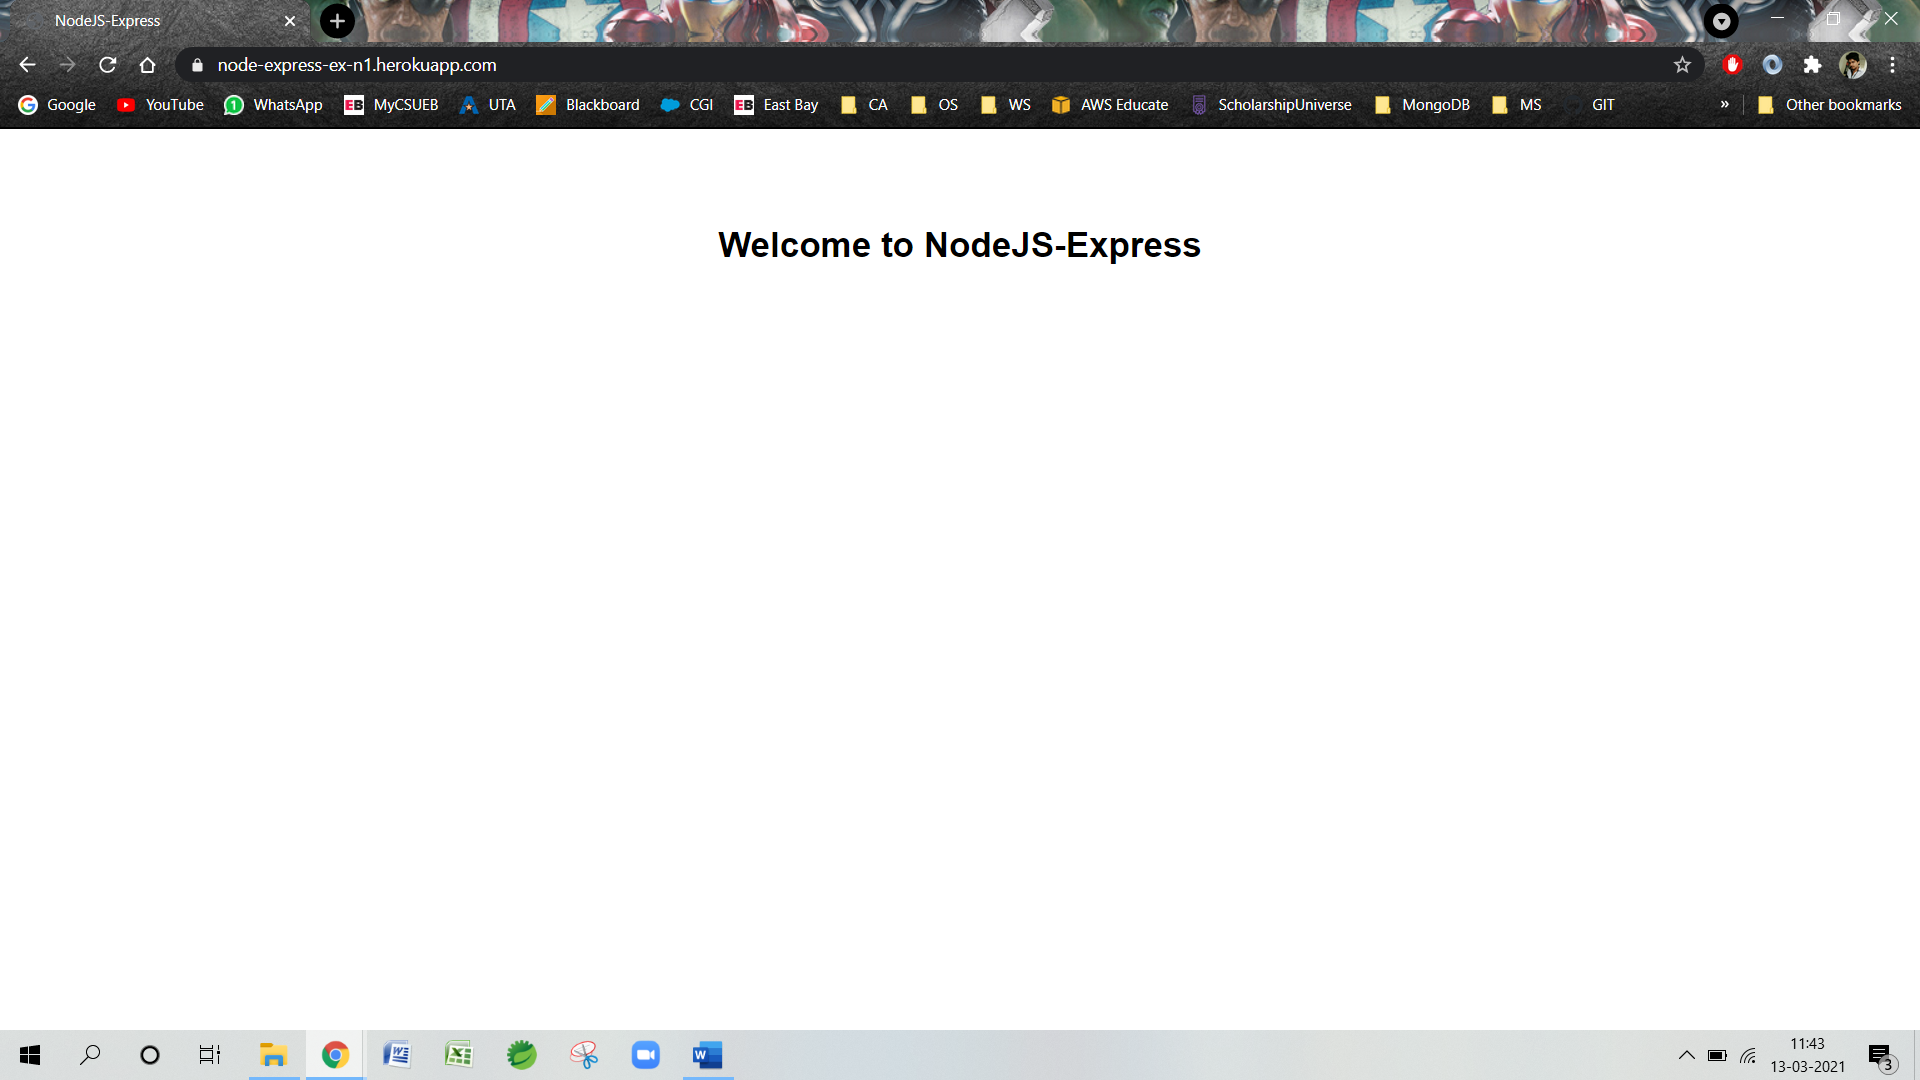 NodeJS-Express
node-express-ex-n1.herokuapp.com
Google YouTube WhatsApp EB MyCSUEB UTA Blackboard CGI EB East Bay CA OS WS AWS Educate ScholarshipUniverse MongoDB MS GIT » Other bookmarks
Welcome to NodeJS-Express
11:43
13-03-2021
3